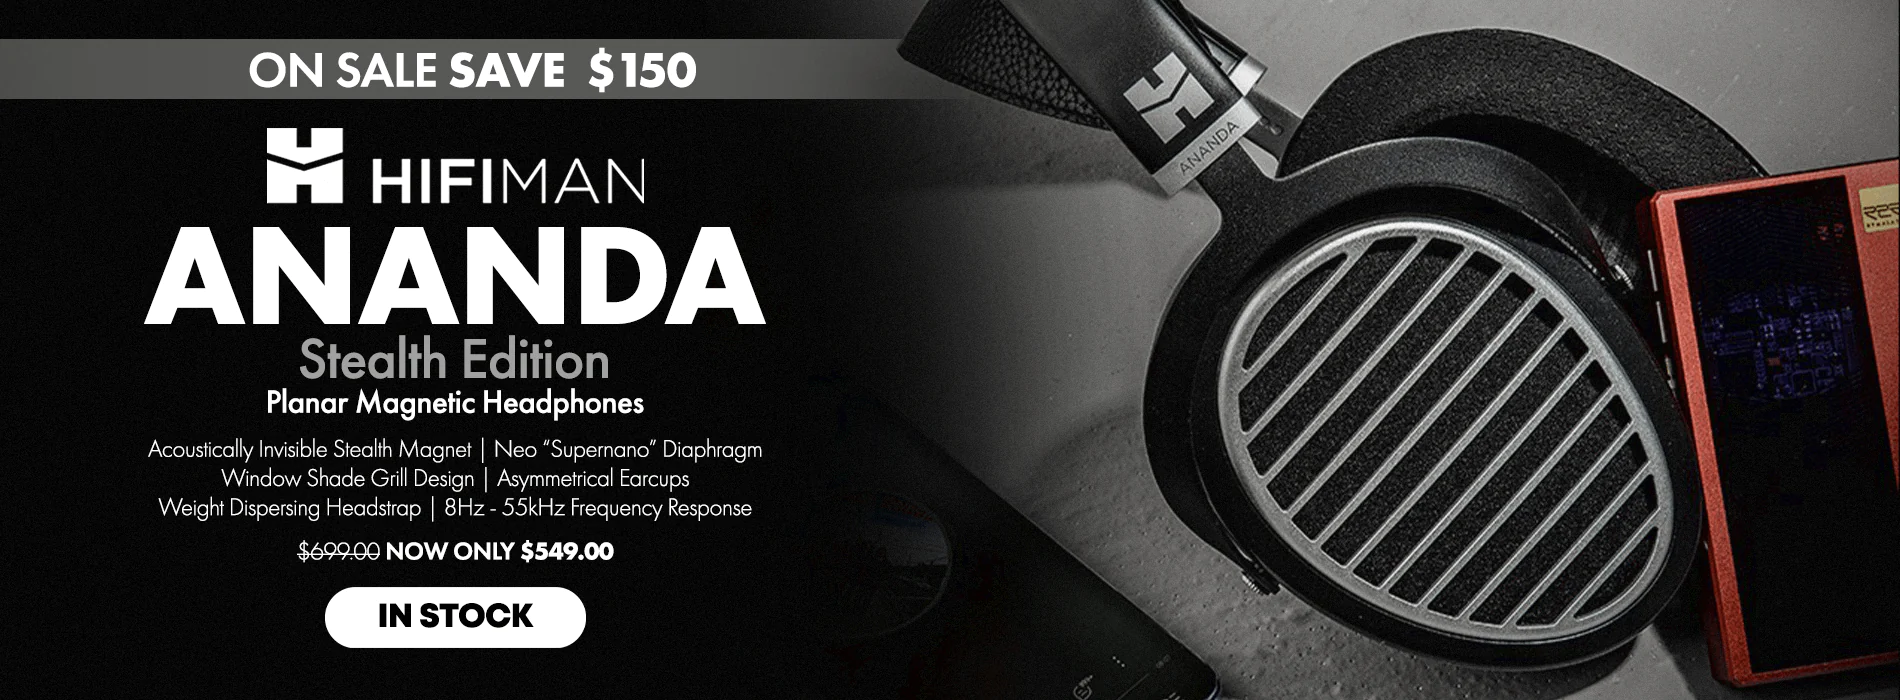 ON SALE SAVE $150
HIFIMAN
ANANDA
Stealth Edition
Planar Magnetic Headphones
Acoustically Invisible Stealth Magnet | Neo “Supernano” Diaphragm
Window Shade Grill Design | Asymmetrical Earcups
Weight Dispersing Headstrap | 8Hz - 55kHz Frequency Response
$699.00 NOW ONLY $549.00
IN STOCK
ANANDA